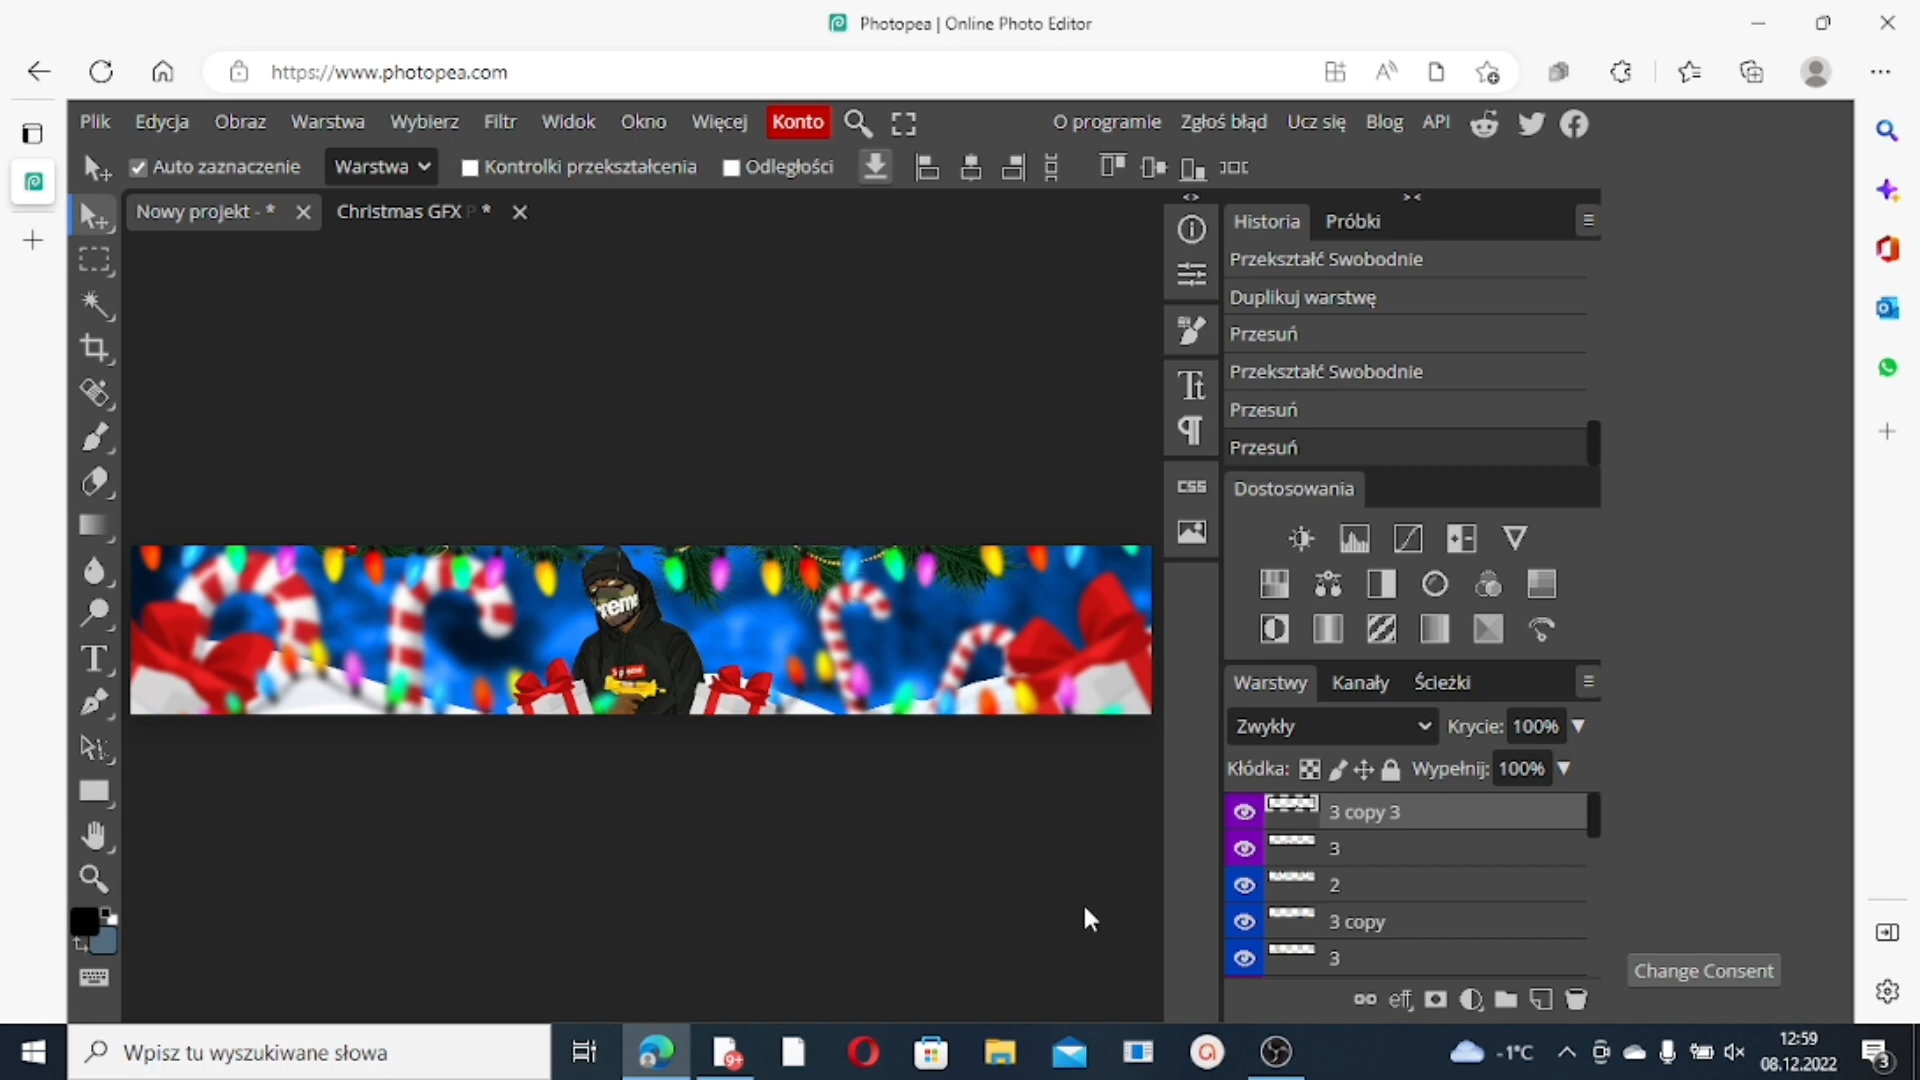 Photopea | Online Photo Editor
https://www.photopea.com
Plik Edycja Obraz Warstwa Wybierz Filtr Widok Okno Więcej Konto O programie Zgłoś błąd Ucz się Blog API
Auto zaznaczenie Warstwa Kontrolki przekształcenia Odległości
Nowy projekt - * Christmas GFX P *
Historia Próbki
Przekształć Swobodnie
Duplikuj warstwę
Przesuń
Przekształć Swobodnie
Przesuń
Przesuń
CSS
Dostosowania
reme
Warstwy Kanały Ścieżki
Zwykły Krycie: 100%
Kłódka: Wypełnij: 100%
3 copy 3
3
2
3 copy
3
Change Consent
eff
Wpisz tu wyszukiwane słowa
9+
-1°C
12:59
08.12.2022
3